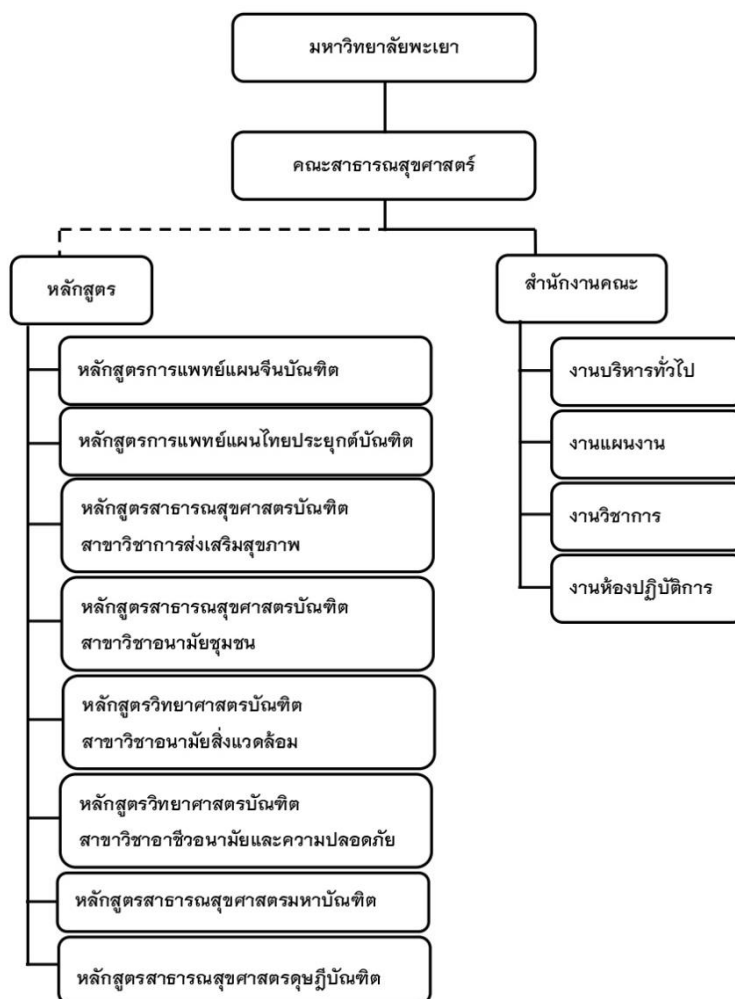 มหาวิทยาลัยพะเยา
คณะสาธารณสุขศาสตร์
หลักสูตร
สำนักงานคณะ
หลักสูตรการแพทย์แผนจีนบัณฑิต
หลักสูตรการแพทย์แผนไทยประยุกต์บัณฑิต
หลักสูตรสาธารณสุขศาสตรบัณฑิต
สาขาวิชาการส่งเสริมสุขภาพ
หลักสูตรสาธารณสุขศาสตรบัณฑิต
สาขาวิชาอนามัยชุมชน
หลักสูตรวิทยาศาสตรบัณฑิต
สาขาวิชาอนามัยสิ่งแวดล้อม
หลักสูตรวิทยาศาสตรบัณฑิต
สาขาวิชาอาชีวอนามัยและความปลอดภัย
หลักสูตรสาธารณสุขศาสตรมหาบัณฑิต
หลักสูตรสาธารณสุขศาสตรดุษฎีบัณฑิต
งานบริหารทั่วไป
งานแผนงาน
งานวิชาการ
งานห้องปฏิบัติการ